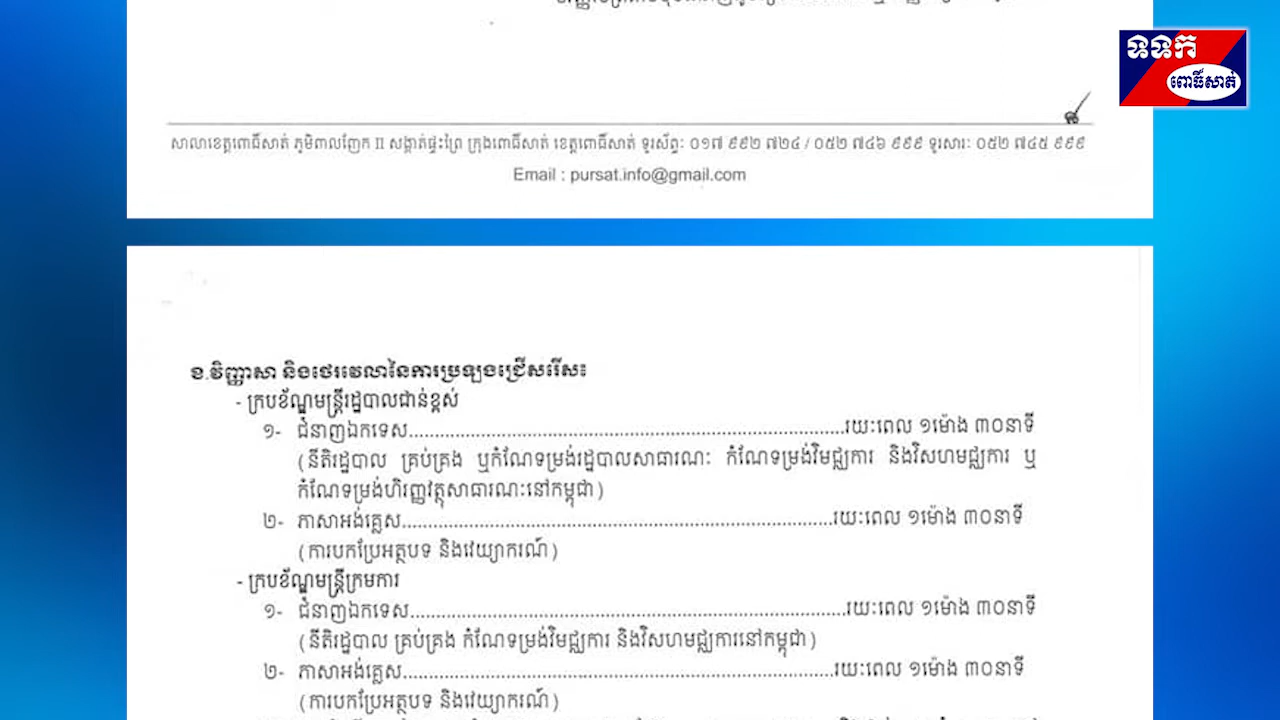 ទទក
ពោធិ៍សាត់
សាលាខេត្តពោធិ៍សាត់ ភូមិពាលញែក II សង្កាត់ផ្ទះព្រៃ ក្រុងពោធិ៍សាត់ ខេត្តពោធិ៍សាត់ ទូរស័ព្ទៈ ០១៧ ៩៩២ ៧២៤ / ០៥២ ៧៤៦ ៩៩៩ ទូរសារៈ ០៥២ ៧៤៥ ៩៩៩
Email : pursat.info@gmail.com
ខ.វិញ្ញាសា និងថេរវេលានៃការប្រឡងជ្រើសរើស៖
- ក្របខ័ណ្ឌមន្ត្រីរដ្ឋបាលជាន់ខ្ពស់
១- ជំនាញឯកទេស....................................................................................រយៈពេល ១ម៉ោង ៣០នាទី
(នីតិរដ្ឋបាល គ្រប់គ្រង ឬកំណែទម្រង់រដ្ឋបាលសាធារណៈ កំណែទម្រង់វិមជ្ឈការ និងវិសហមជ្ឈការ ឬ
កំណែទម្រង់ហិរញ្ញវត្ថុសាធារណៈនៅកម្ពុជា)
២- ភាសាអង់គ្លេស....................................................................................រយៈពេល ១ម៉ោង ៣០នាទី
(ការបកប្រែអត្ថបទ និងវេយ្យាករណ៍)
- ក្របខ័ណ្ឌមន្ត្រីក្រមការ
១- ជំនាញឯកទេស....................................................................................រយៈពេល ១ម៉ោង ៣០នាទី
(នីតិរដ្ឋបាល គ្រប់គ្រង កំណែទម្រង់វិមជ្ឈការ និងវិសហមជ្ឈការនៅកម្ពុជា)
២- ភាសាអង់គ្លេស....................................................................................រយៈពេល ១ម៉ោង ៣០នាទី
(ការបកប្រែអត្ថបទ និងវេយ្យាករណ៍)